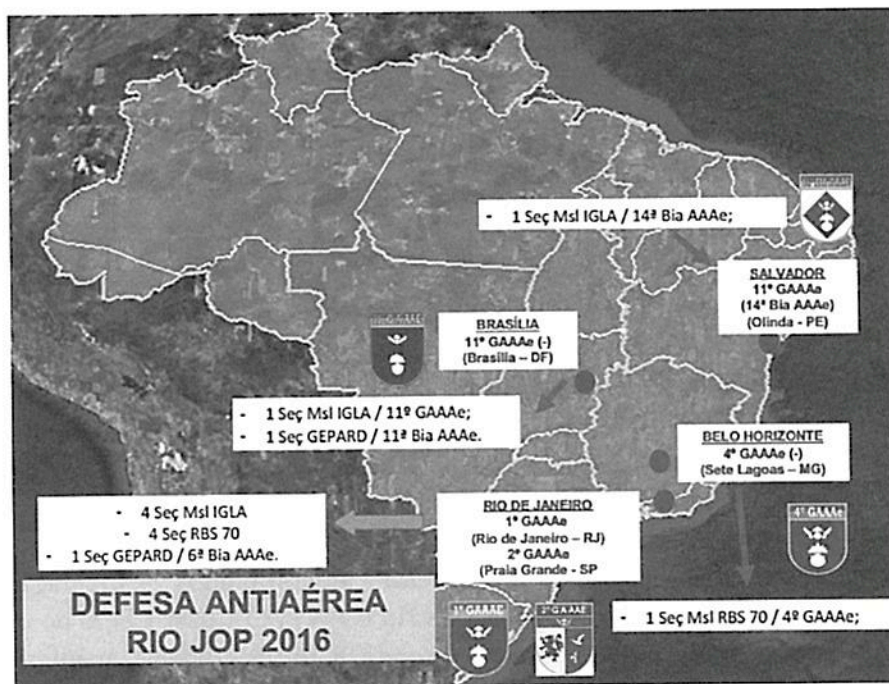 - 1 Seç Msl IGLA / 14ª Bia AAAe;
SALVADOR
11º GAAAe
(14ª Bia AAAe)
(Olinda - PE)
BRASÍLIA
11º GAAAe (-)
(Brasília – DF)
- 1 Seç Msl IGLA / 11º GAAAe;
- 1 Seç GEPARD / 11ª Bia AAAe.
BELO HORIZONTE
4º GAAAe (-)
(Sete Lagoas – MG)
4º GAAAE
- 4 Seç Msl IGLA
- 4 Seç RBS 70
- 1 Seç GEPARD / 6ª Bia AAAe.
RIO DE JANEIRO
1º GAAAe
(Rio de Janeiro – RJ)
2º GAAAe
(Praia Grande - SP
DEFESA ANTIAÉREA
RIO JOP 2016
1º GAAAE
2º GAAAE
- 1 Seç Msl RBS 70 / 4º GAAAe;